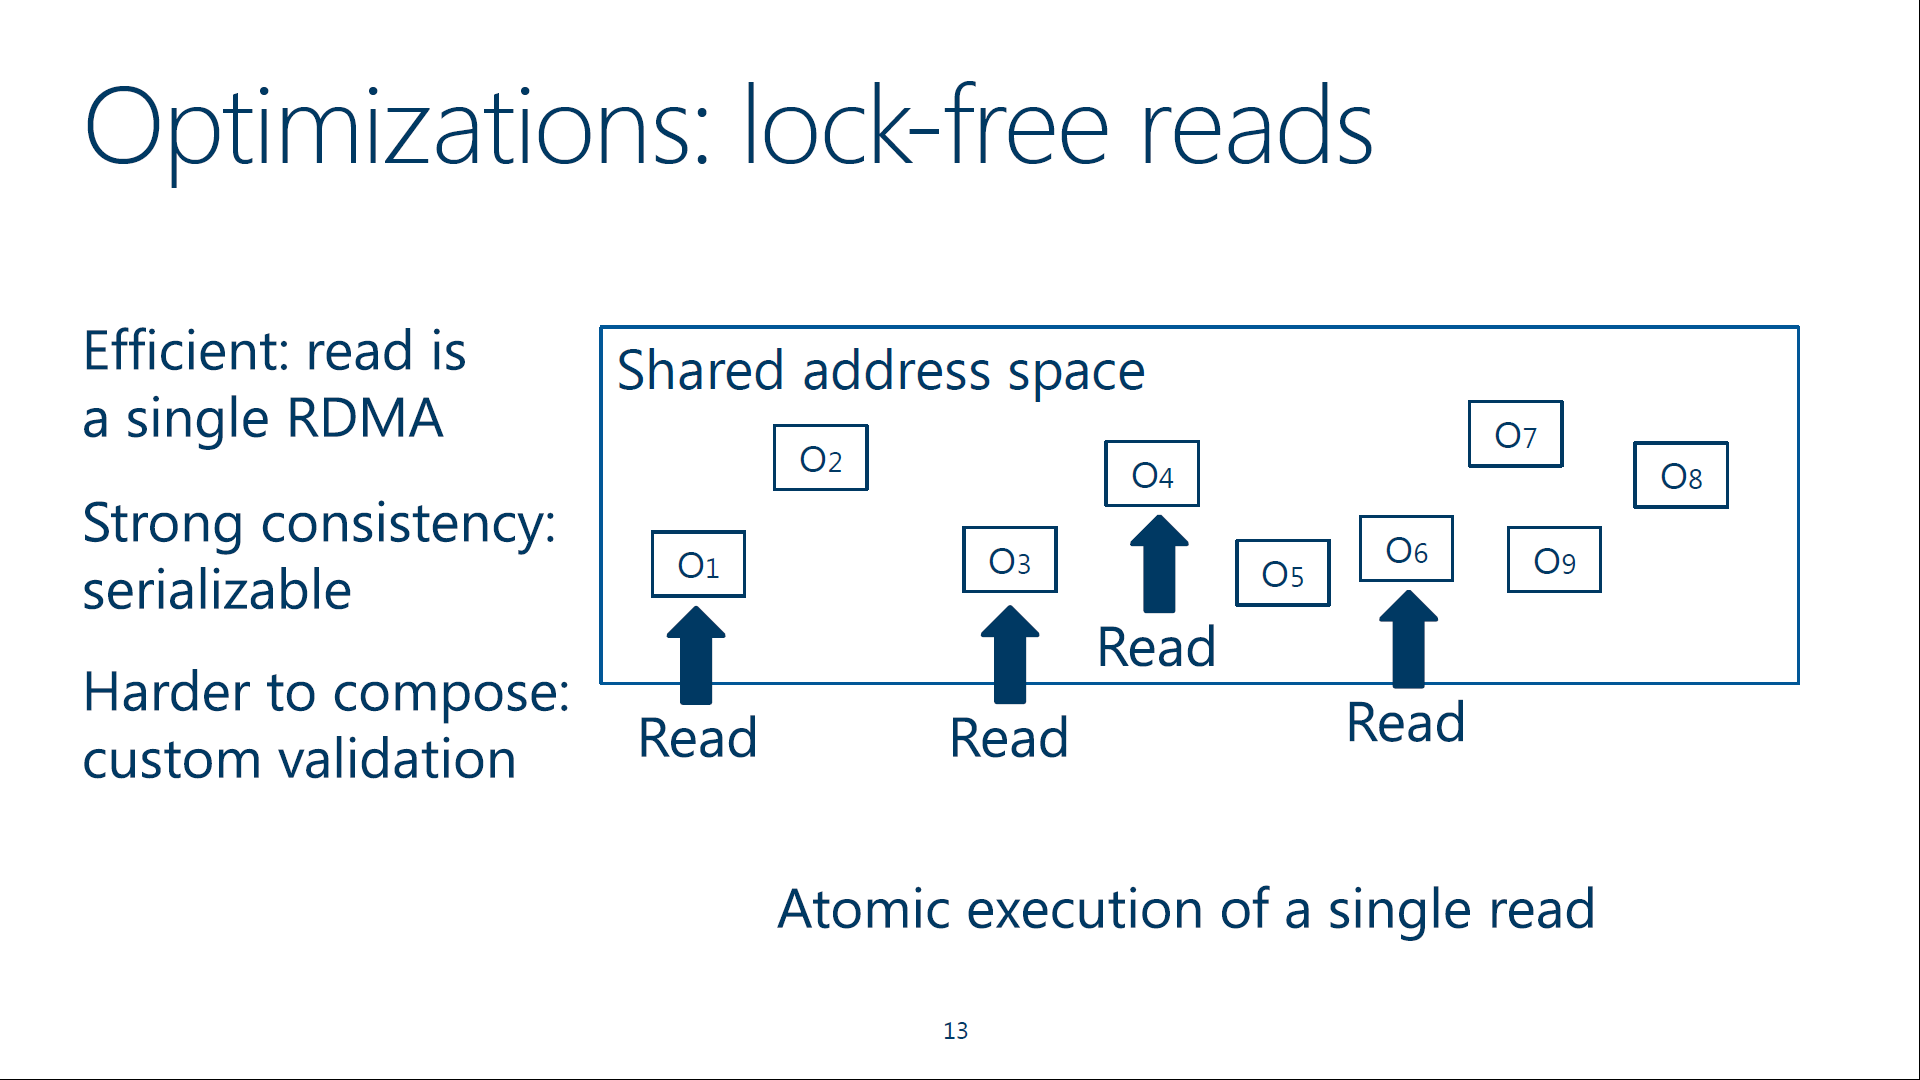 Optimizations: lock-free reads
Efficient: read is
a single RDMA
Strong consistency:
serializable
Harder to compose:
custom validation
Shared address space
O1
O2
O3
O4
O5
O6
O7
O8
O9
Read
Read
Read
Read
Atomic execution of a single read
13